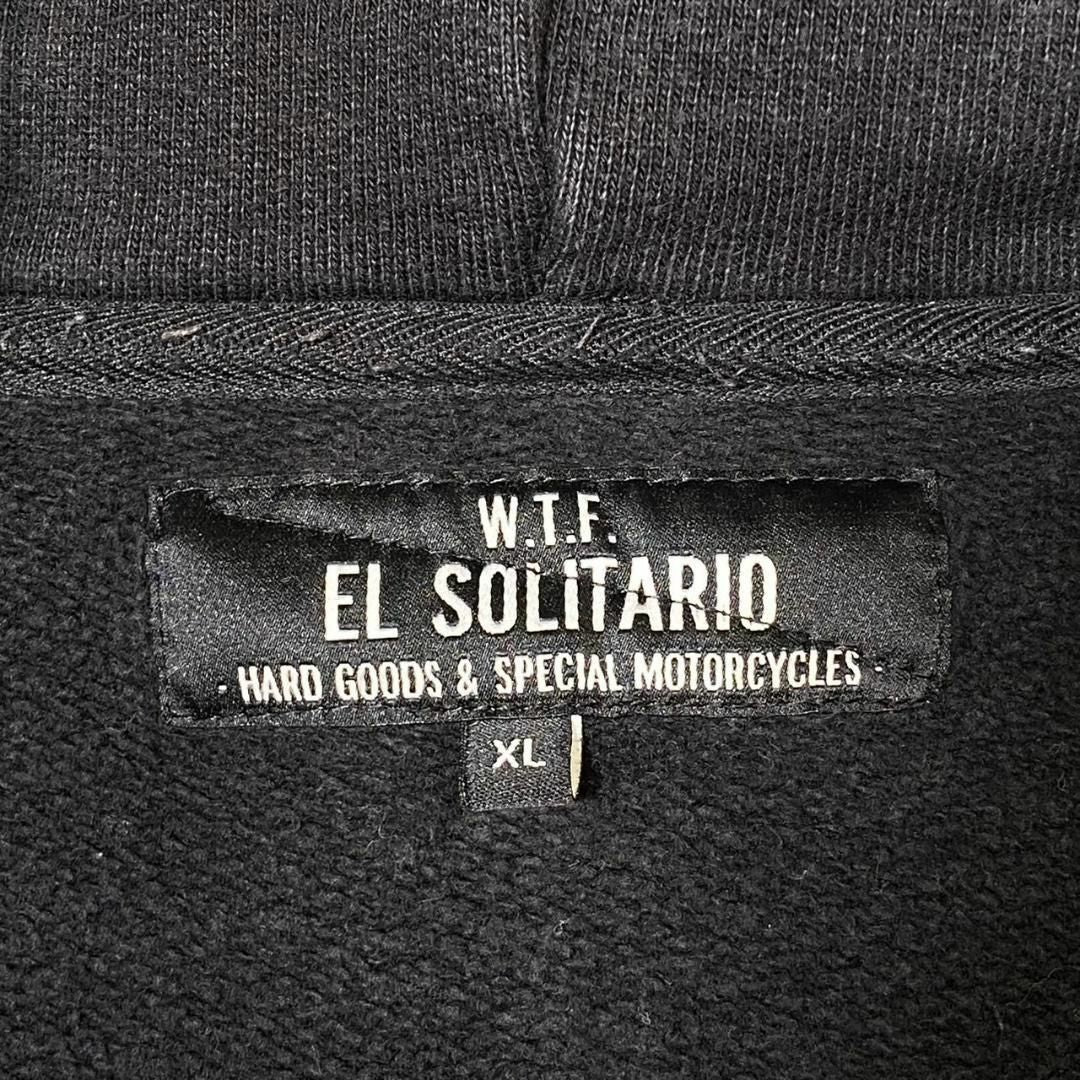 W.T.F.
EL SOLITARIO
· HARD GOODS & SPECIAL MOTORCYCLES ·
XL